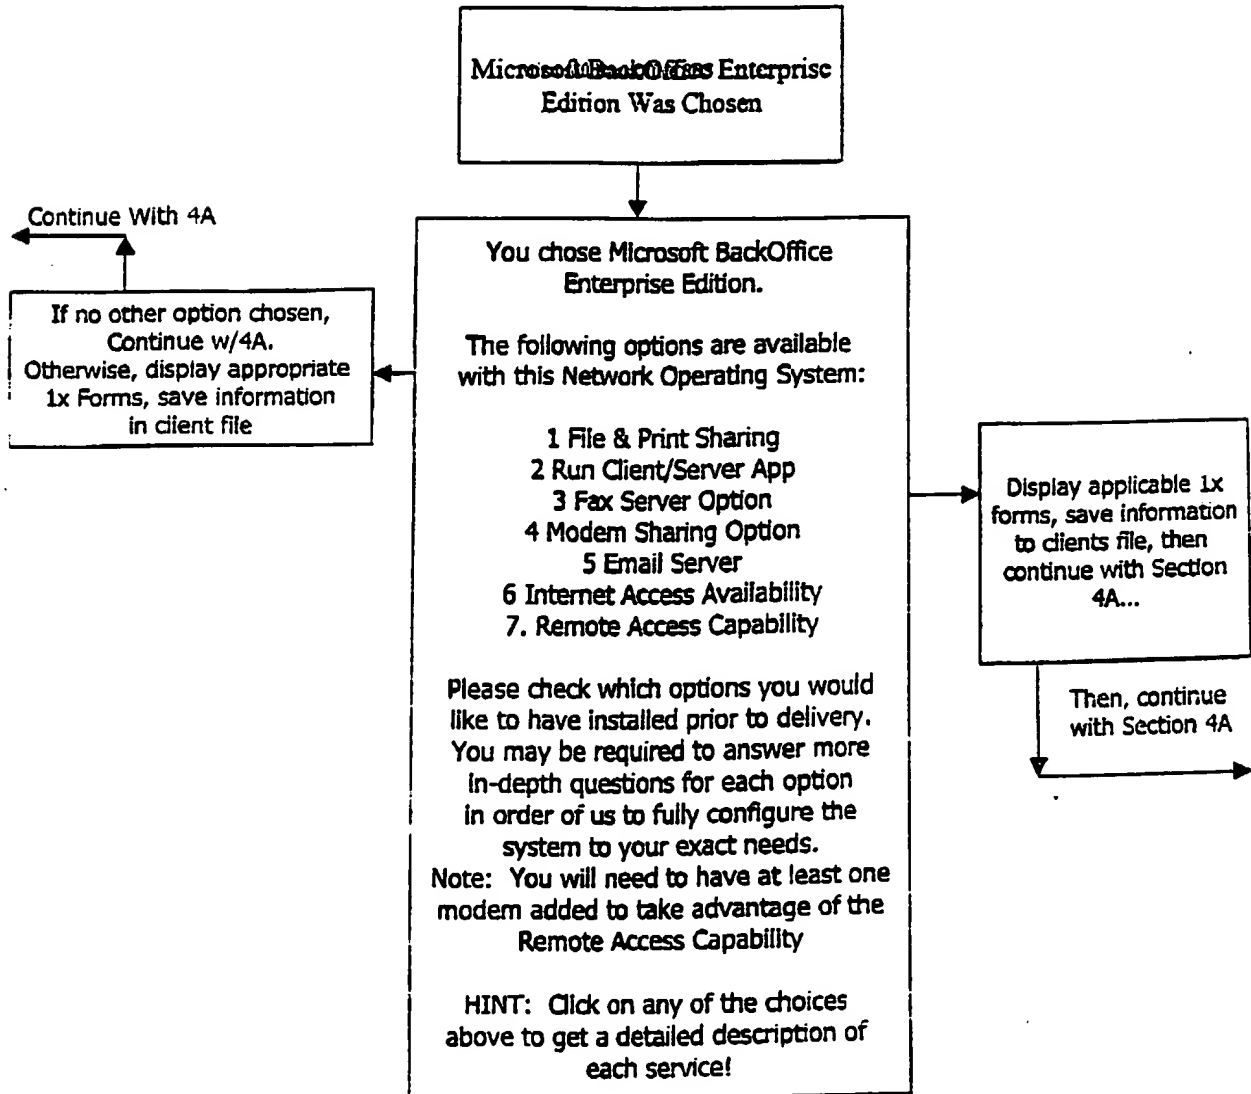 Microsoft BackOffice Enterprise
Edition Was Chosen
Continue With 4A
If no other option chosen,
Continue w/4A.
Otherwise, display appropriate
1x Forms, save information
in client file
You chose Microsoft BackOffice
Enterprise Edition.
The following options are available
with this Network Operating System:
1 File & Print Sharing
2 Run Client/Server App
3 Fax Server Option
4 Modem Sharing Option
5 Email Server
6 Internet Access Availability
7. Remote Access Capability
Please check which options you would
like to have installed prior to delivery.
You may be required to answer more
in-depth questions for each option
in order of us to fully configure the
system to your exact needs.
Note: You will need to have at least one
modem added to take advantage of the
Remote Access Capability
HINT: Click on any of the choices
above to get a detailed description of
each service!
Display applicable 1x
forms, save information
to clients file, then
continue with Section
4A...
Then, continue
with Section 4A